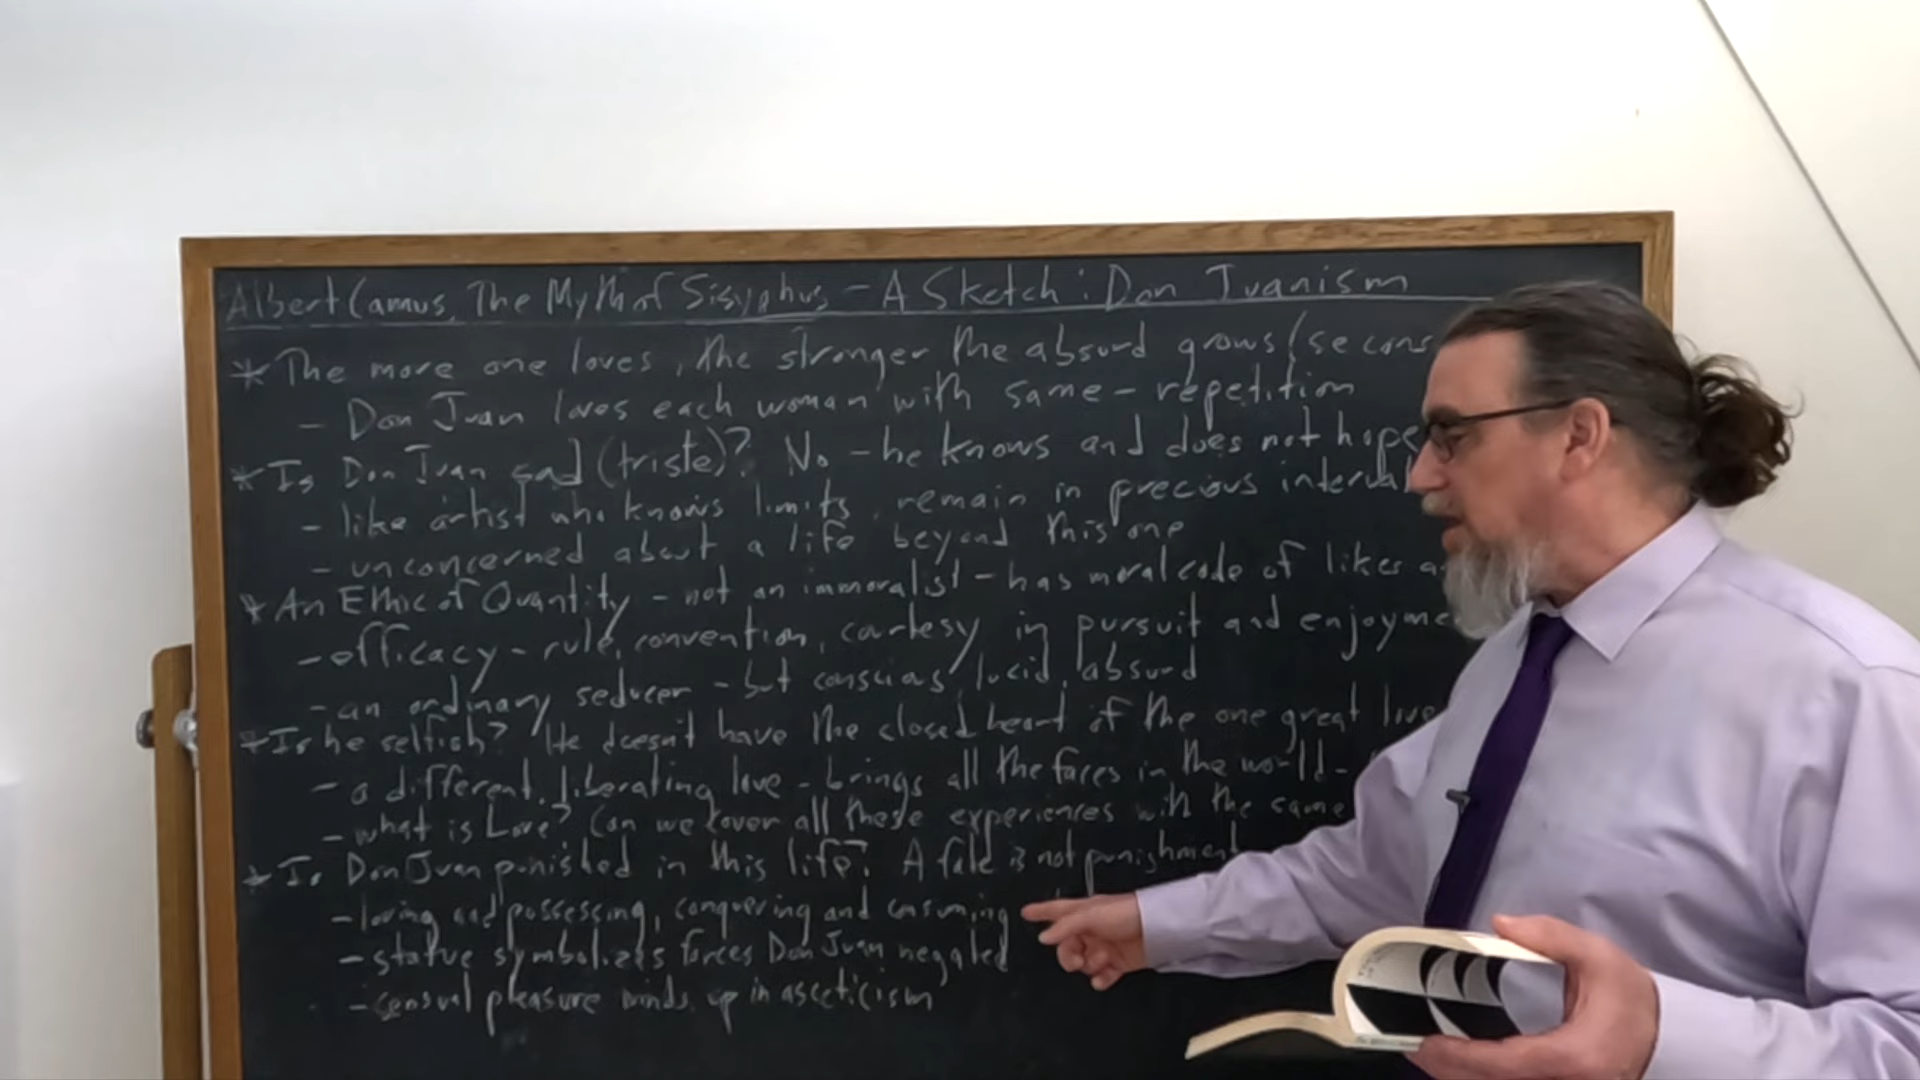 Albert Camus, The Myth of Sisyphus – A Sketch: Don Juanism
* The more one loves, the stronger the absurd grows (se cons
– Don Juan loves each woman with same – repetition
* Is Don Juan sad (triste)? No – he knows and does not hope
– like artist who knows limits, remain in precious interval
– unconcerned about a life beyond this one
* An Ethic of Quantity – not an immoralist – has moral code of likes a
– efficacy – rule, convention, courtesy in pursuit and enjoyme
– an ordinary seducer – but conscious, lucid, absurd
* Is he selfish? He doesn't have the closed heart of the one great
– a different, liberating love – brings all the faces in the world –
– what is Love? Can we cover all these experiences with the same
* Is Don Juan punished in this life? A fate is not punishment
– loving and possessing, conquering and consuming
– statue symbolizes forces Don Juan negated
– sensual pleasure winds up in asceticism